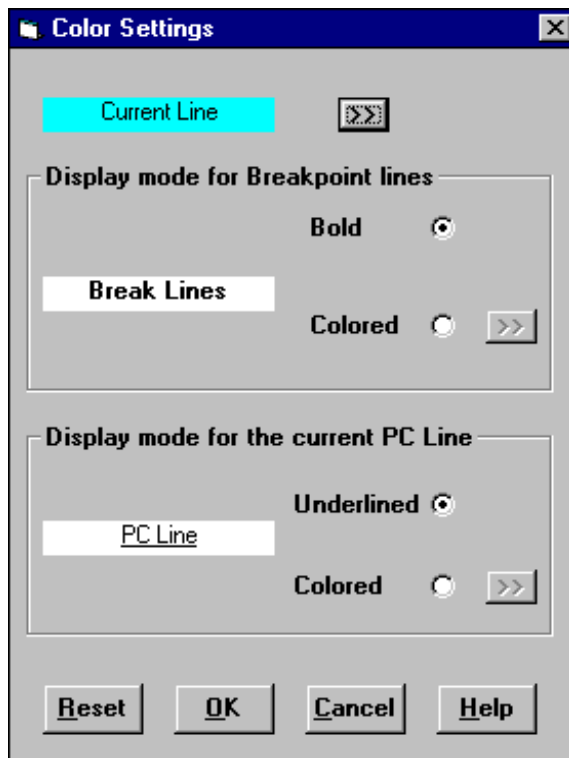 Color Settings
Current Line >>
Display mode for Breakpoint lines
Bold
Break Lines
Colored >>
Display mode for the current PC Line
Underlined
PC Line
Colored >>
Reset OK Cancel Help